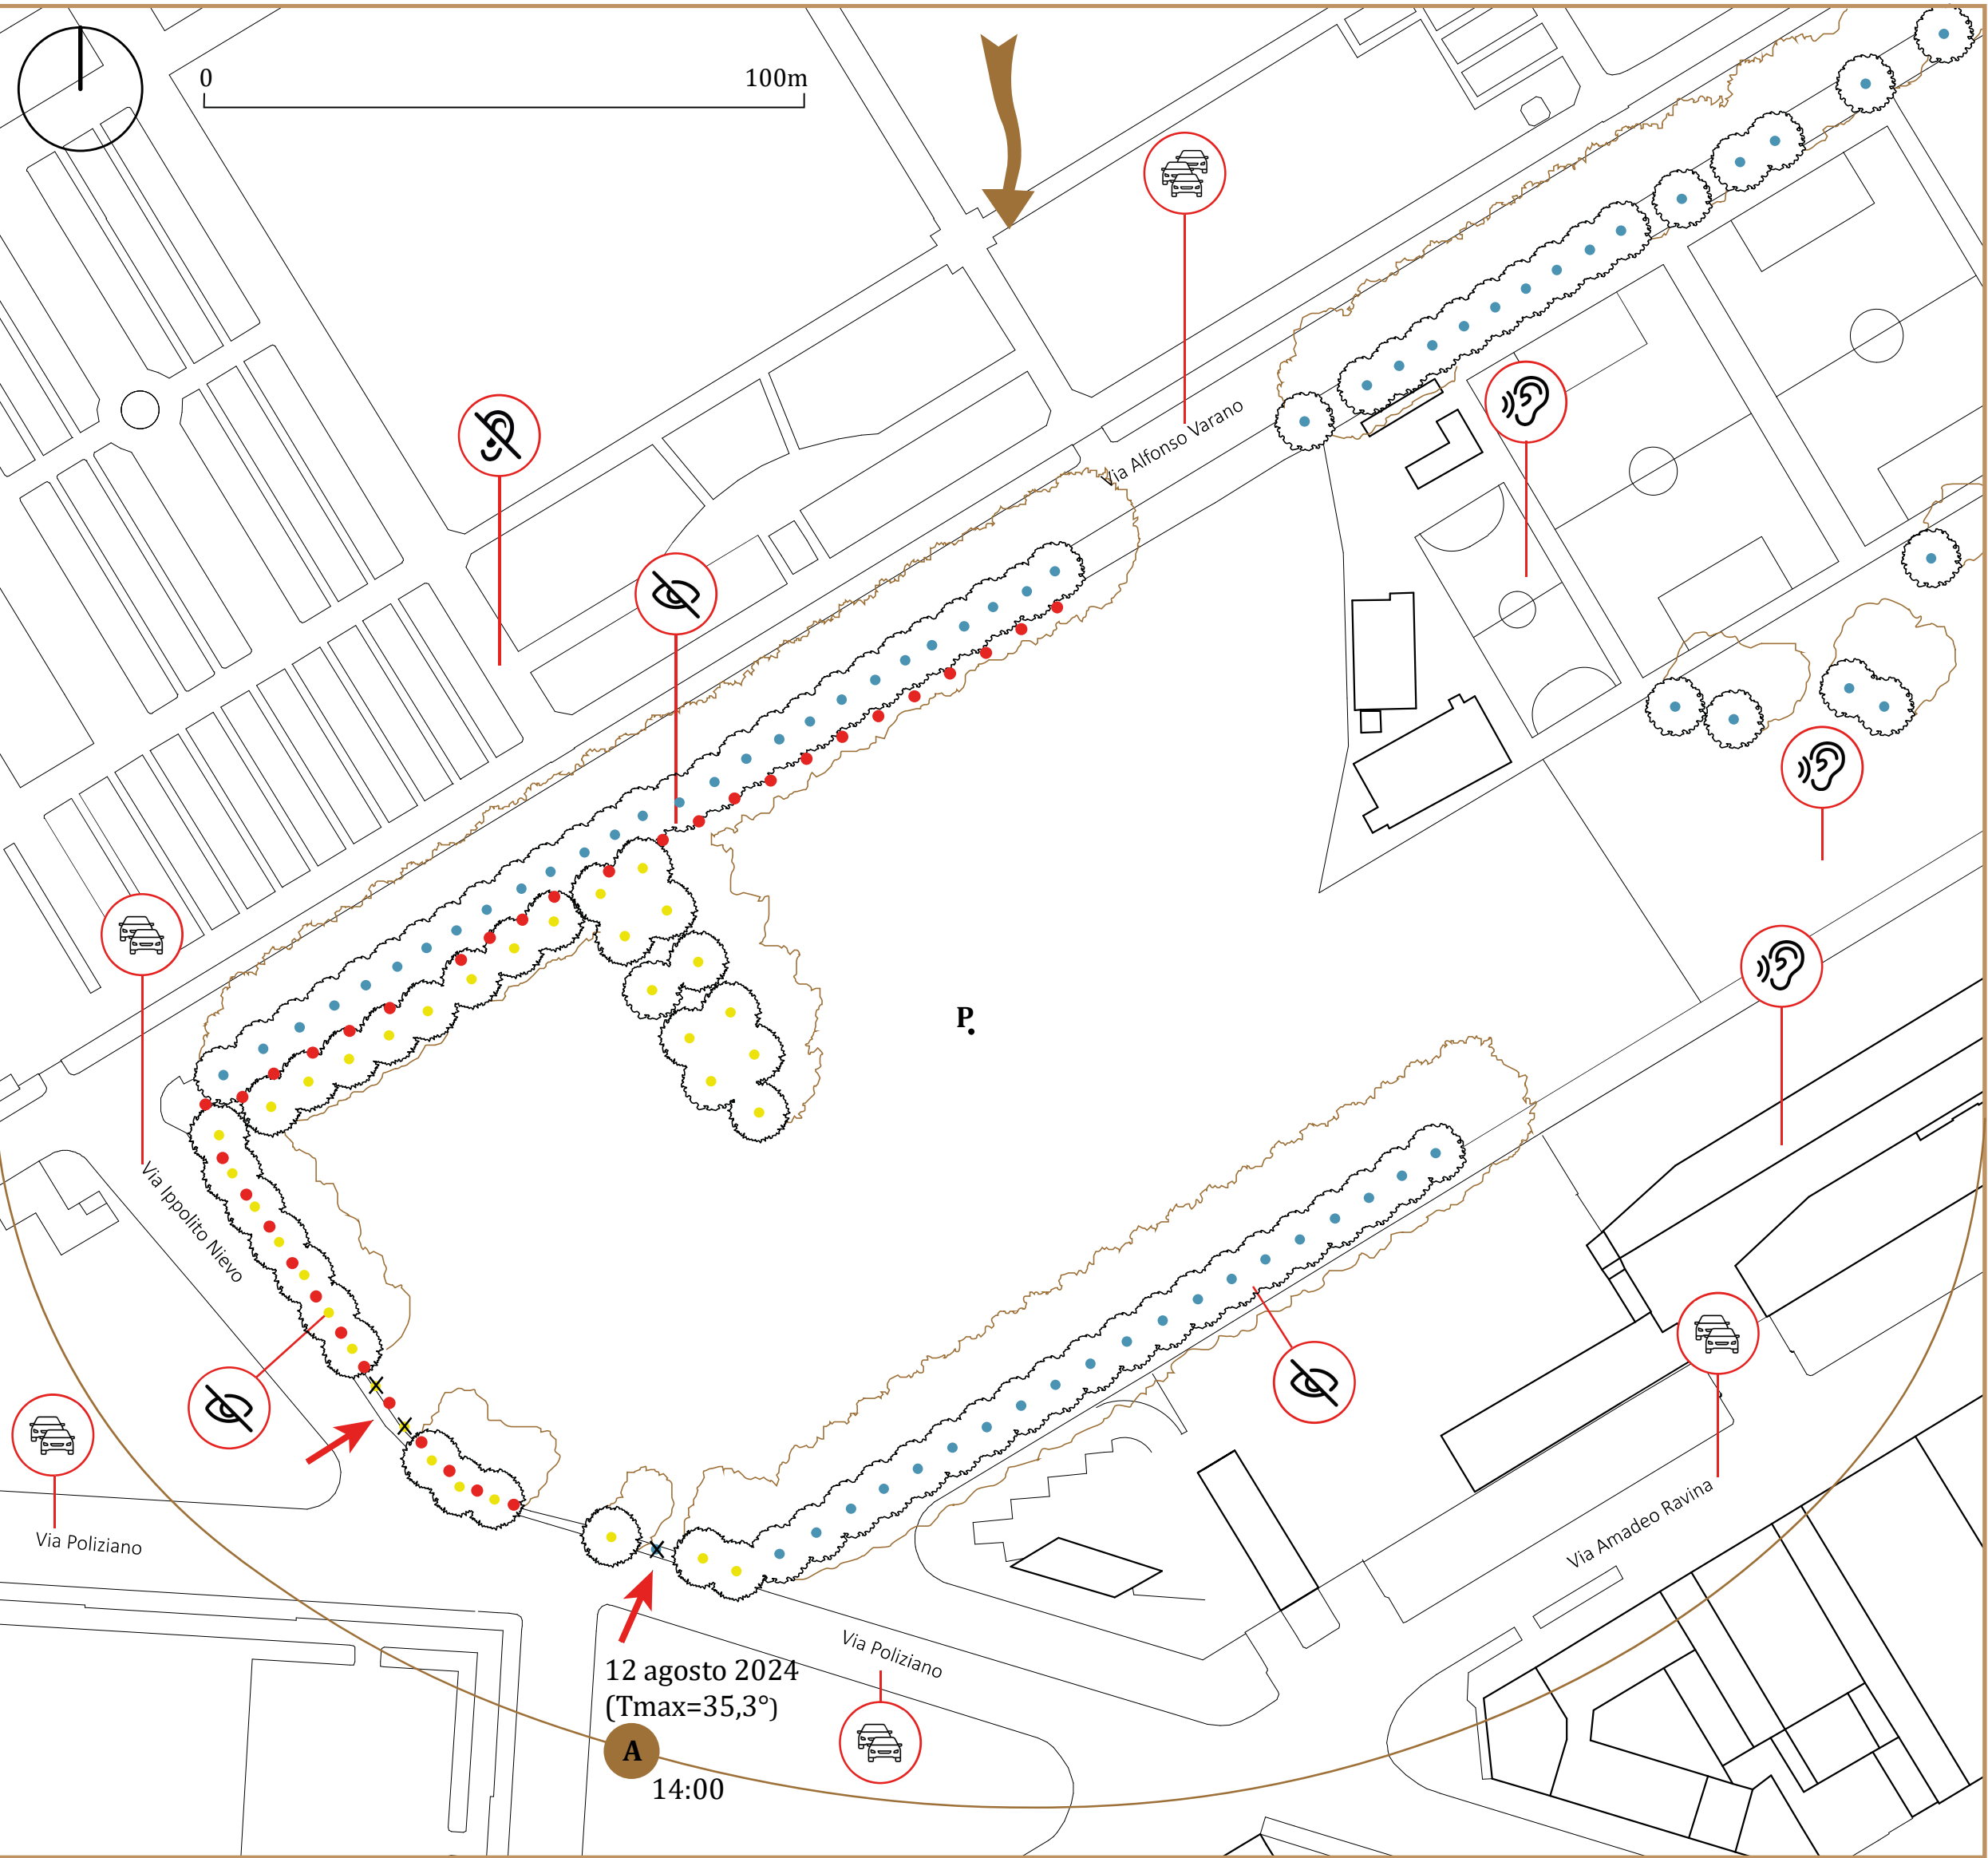 0 100m
Via Alfonso Varano
P.
Via Ippolito Nievo
Via Poliziano
Via Amadeo Ravina
Via Poliziano
12 agosto 2024
(Tmax=35,3°)
A
14:00